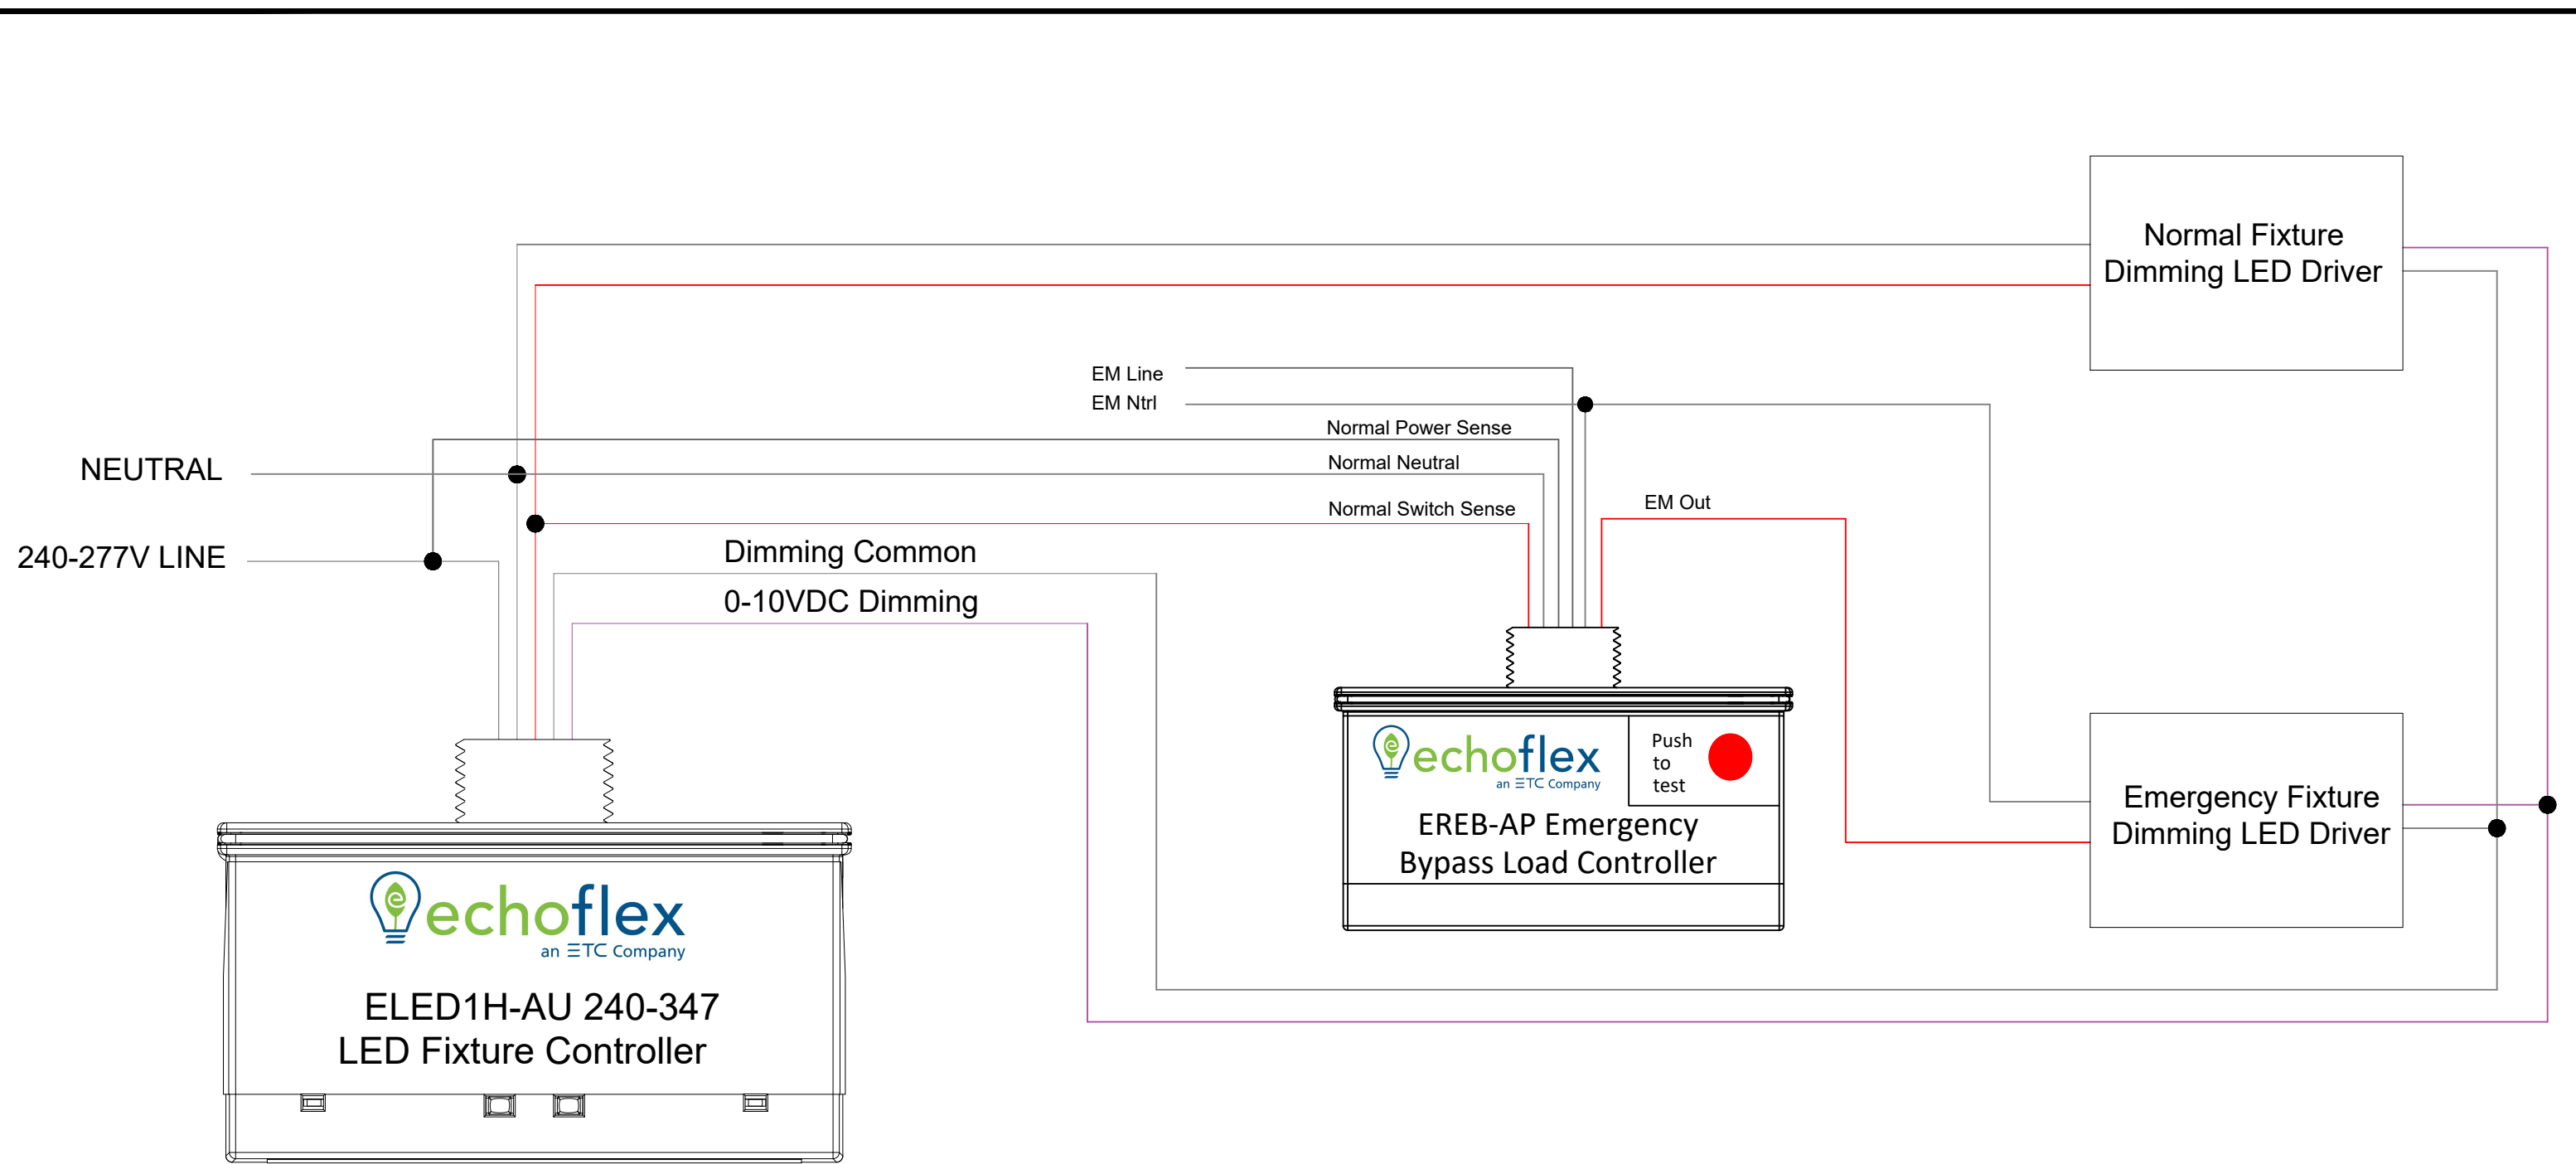 Normal Fixture
Dimming LED Driver
EM Line
EM Ntrl
Normal Power Sense
NEUTRAL
Normal Neutral
Normal Switch Sense
EM Out
240-277V LINE
Dimming Common
0-10VDC Dimming
echoflex
an ETC Company
Push
to
test
EREB-AP Emergency
Bypass Load Controller
Emergency Fixture
Dimming LED Driver
echoflex
an ETC Company
ELED1H-AU 240-347
LED Fixture Controller